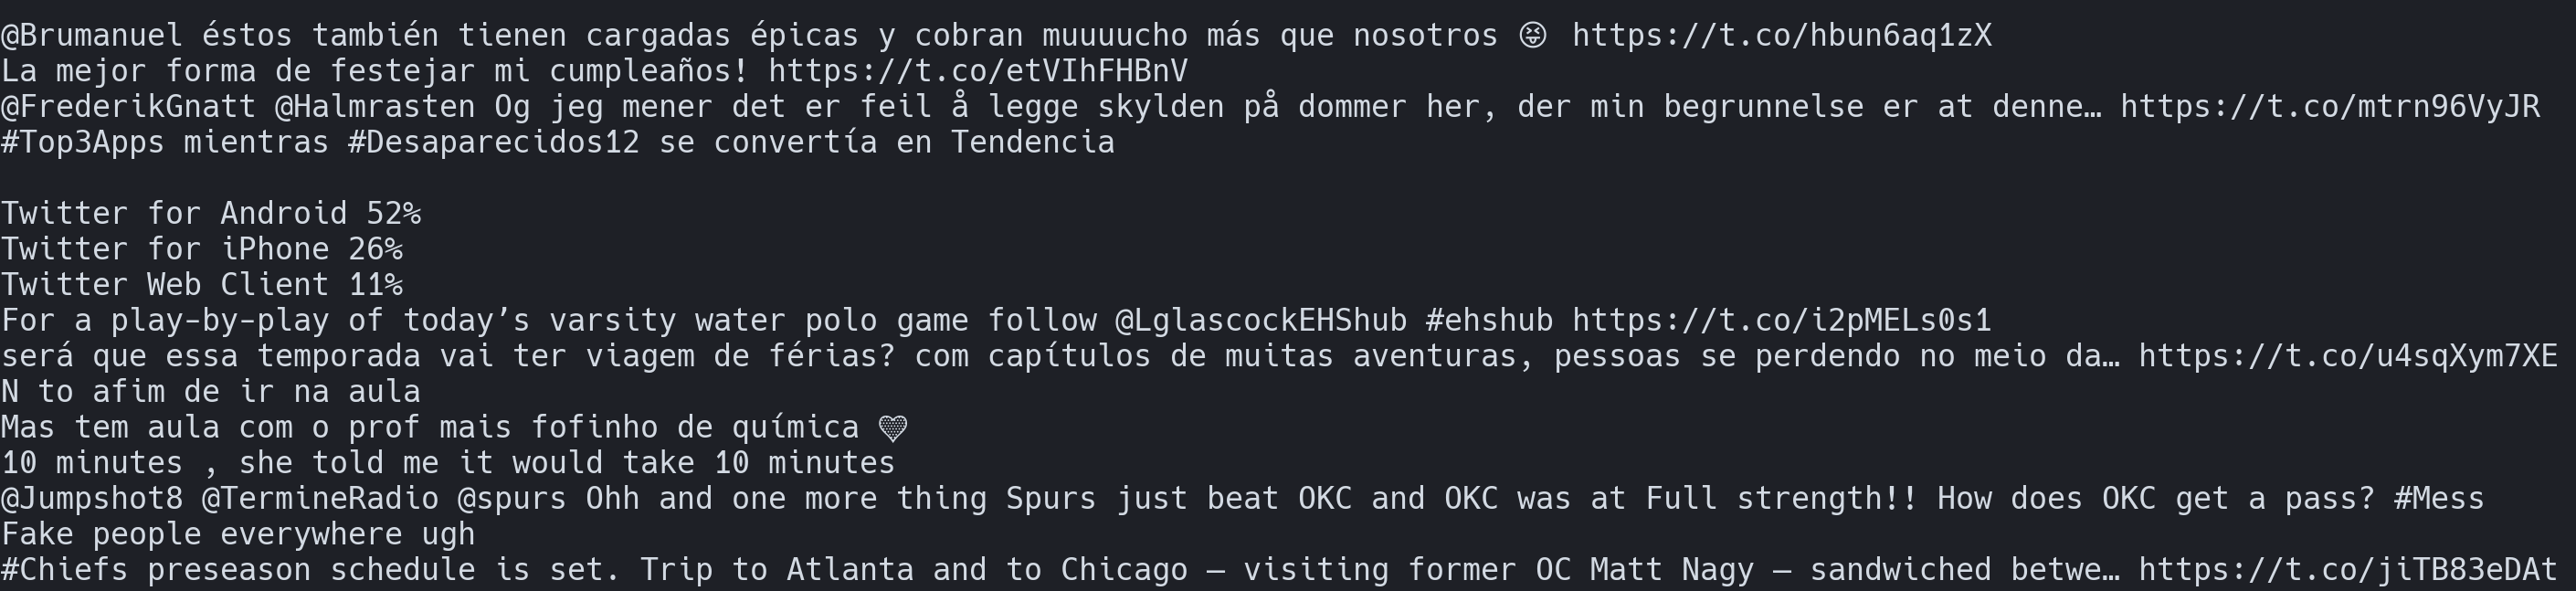 @Brumanuel éstos también tienen cargadas épicas y cobran muuuucho más que nosotros 😝 https://t.co/hbun6aq1zX
La mejor forma de festejar mi cumpleaños! https://t.co/etVIhFHBnV
@FrederikGnatt @Halmrasten Og jeg mener det er feil å legge skylden på dommer her, der min begrunnelse er at denne… https://t.co/mtrn96VyJR
#Top3Apps mientras #Desaparecidos12 se convertía en Tendencia

Twitter for Android 52%
Twitter for iPhone 26%
Twitter Web Client 11%
For a play-by-play of today’s varsity water polo game follow @LglascockEHShub #ehshub https://t.co/i2pMELs0s1
será que essa temporada vai ter viagem de férias? com capítulos de muitas aventuras, pessoas se perdendo no meio da… https://t.co/u4sqXym7XE
N to afim de ir na aula
Mas tem aula com o prof mais fofinho de química 💛
10 minutes , she told me it would take 10 minutes
@Jumpshot8 @TermineRadio @spurs Ohh and one more thing Spurs just beat OKC and OKC was at Full strength!! How does OKC get a pass? #Mess
Fake people everywhere ugh
#Chiefs preseason schedule is set. Trip to Atlanta and to Chicago — visiting former OC Matt Nagy — sandwiched betwe… https://t.co/jiTB83eDAt